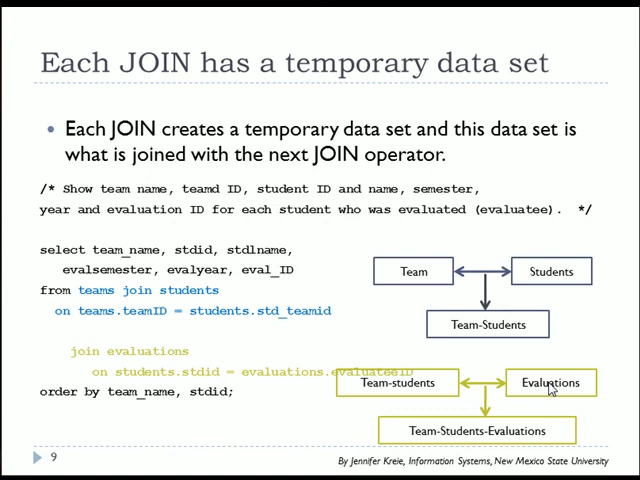 Each JOIN has a temporary data set
• Each JOIN creates a temporary data set and this data set is
what is joined with the next JOIN operator.
/* Show team name, teamd ID, student ID and name, semester,
year and evaluation ID for each student who was evaluated (evaluatee). */
select team_name, stdid, stdlname,
evalsemester, evalyear, eval_ID
from teams join students
on teams.teamID = students.std_teamid
join evaluations
on students.stdid = evaluations.evaluateeID
order by team_name, stdid;
Team
Students
Team-Students
Team-students
Evaluations
Team-Students-Evaluations
9
By Jennifer Kreie, Information Systems, New Mexico State University